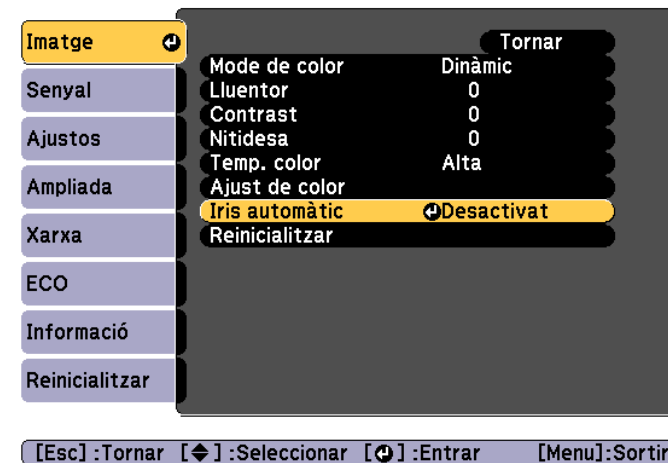 Imatge
Senyal
Ajustos
Ampliada
Xarxa
ECO
Informació
Reinicialitzar
Tornar
Mode de color Dinàmic
Lluentor 0
Contrast 0
Nitidesa 0
Temp. color Alta
Ajust de color
Iris automàtic Desactivat
Reinicialitzar
[Esc] :Tornar [◆] :Seleccionar [⏎] :Entrar [Menu]:Sortir